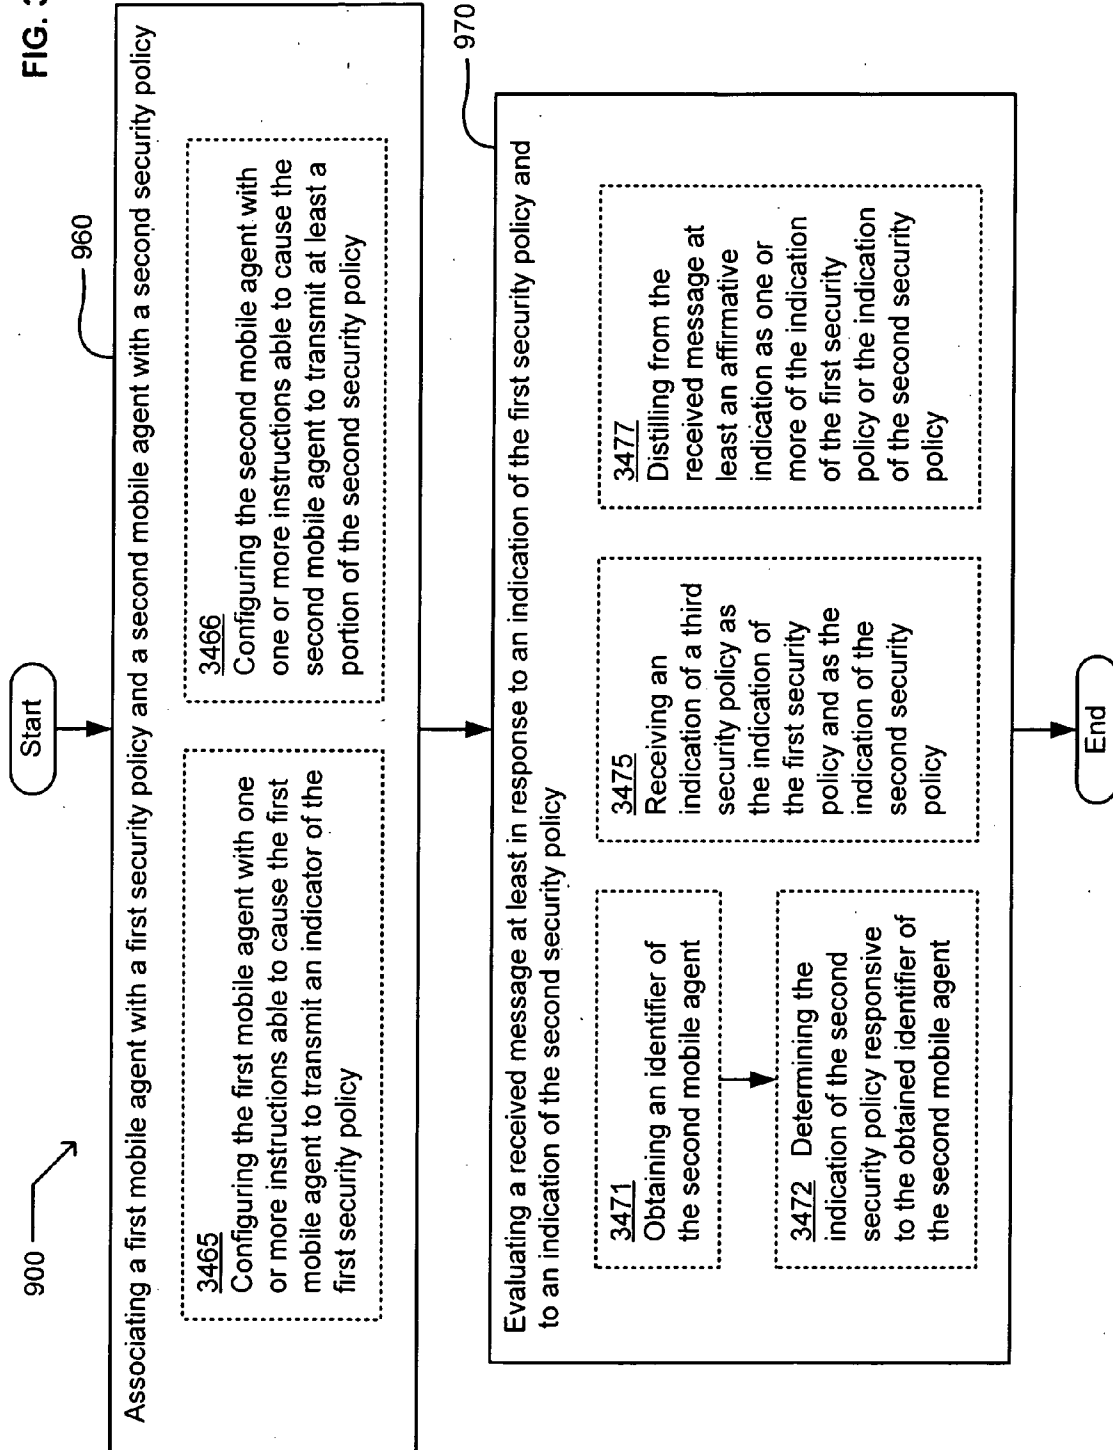 FIG. 3
900
Start
960
Associating a first mobile agent with a first security policy and a second mobile agent with a second security policy
3465
Configuring the first mobile agent with one
or more instructions able to cause the first
mobile agent to transmit an indicator of the
first security policy
3466
Configuring the second mobile agent with
one or more instructions able to cause the
second mobile agent to transmit at least a
portion of the second security policy
970
Evaluating a received message at least in response to an indication of the first security policy and
to an indication of the second security policy
3471
Obtaining an identifier of
the second mobile agent
3472 Determining the
indication of the second
security policy responsive
to the obtained identifier of
the second mobile agent
3475
Receiving an
indication of a third
security policy as
the indication of
the first security
policy and as the
indication of the
second security
policy
3477
Distilling from the
received message at
least an affirmative
indication as one or
more of the indication
of the first security
policy or the indication
of the second security
policy
End